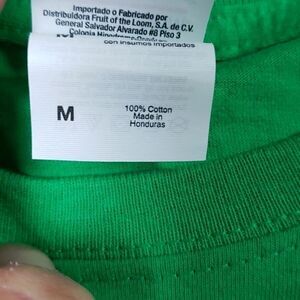 Importado o Fabricado por
Distribuidora Fruit of the Loom, S.A. de C.V.
General Salvador Alvarado #8 Piso 3
Colonia
con insumos importados
M
100% Cotton
Made in
Honduras